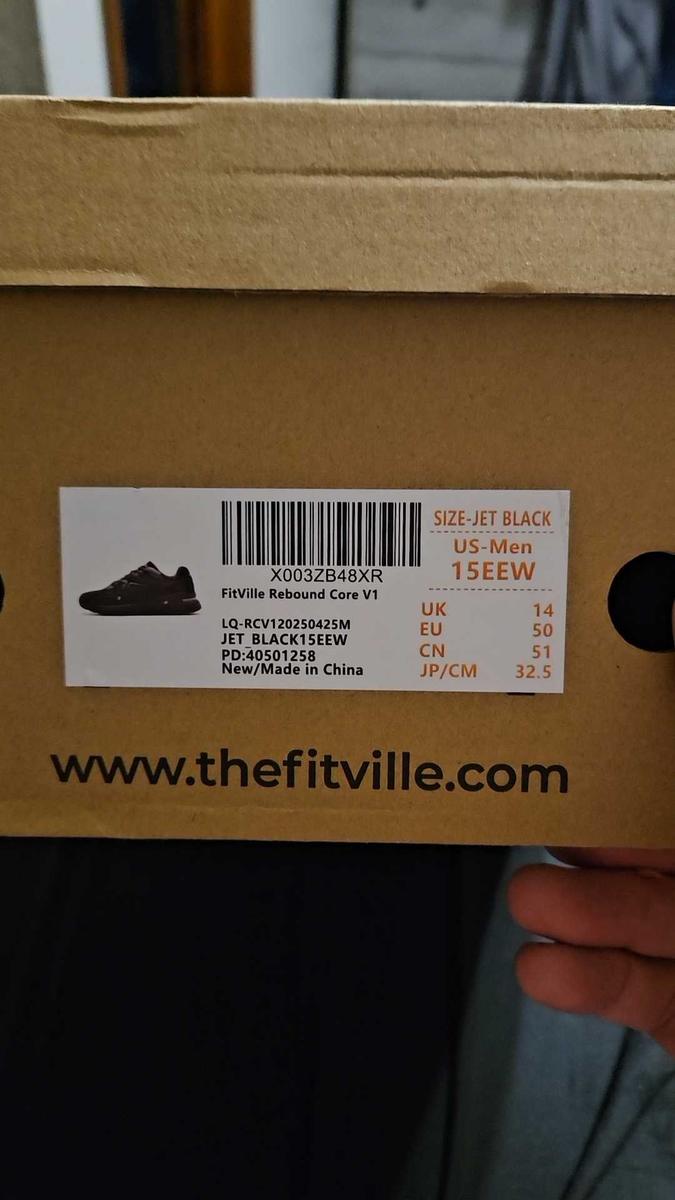 X003ZB48XR
FitVille Rebound Core V1
LQ-RCV120250425M
JET_BLACK15EEW
PD:40501258
New/Made in China
SIZE-JET BLACK
US-Men
15EEW
UK 14
EU 50
CN 51
JP/CM 32.5
www.thefitville.com